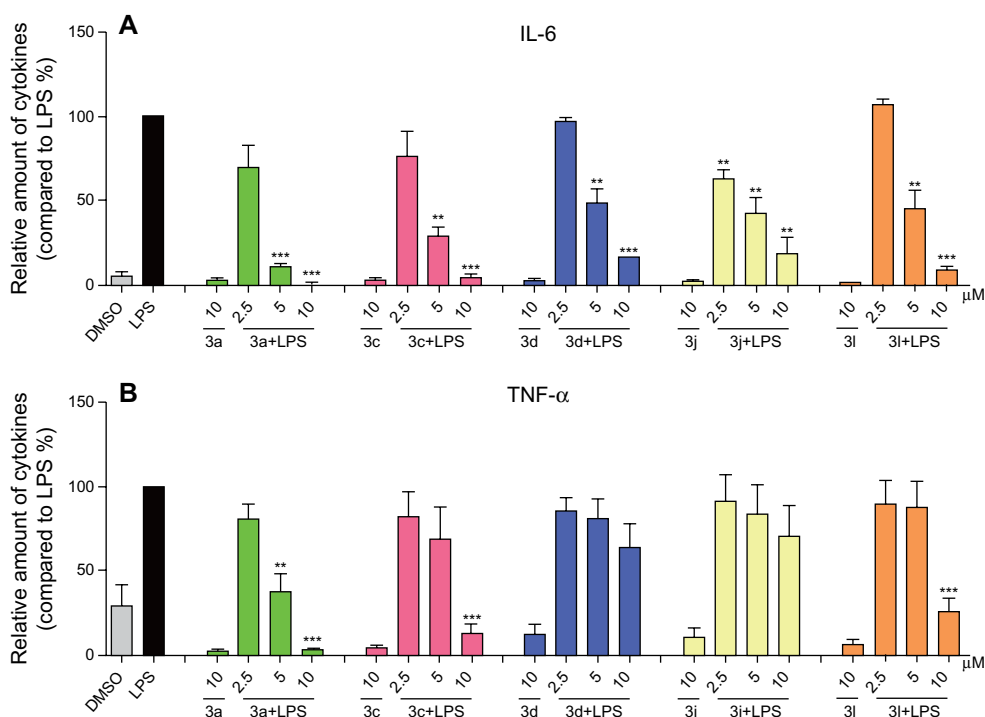 A
IL-6
Relative amount of cytokines
(compared to LPS %)
150
100
50
0
*** *** ** *** ** *** ** ** ** ** ***
DMSO LPS 10 2.5 5 10 10 2.5 5 10 10 2.5 5 10 10 2.5 5 10 10 2.5 5 10 μM
3a 3a+LPS 3c 3c+LPS 3d 3d+LPS 3j 3j+LPS 3l 3l+LPS
B
TNF-α
Relative amount of cytokines
(compared to LPS %)
150
100
50
0
** *** *** ***
DMSO LPS 10 2.5 5 10 10 2.5 5 10 10 2.5 5 10 10 2.5 5 10 10 2.5 5 10 μM
3a 3a+LPS 3c 3c+LPS 3d 3d+LPS 3i 3i+LPS 3l 3l+LPS